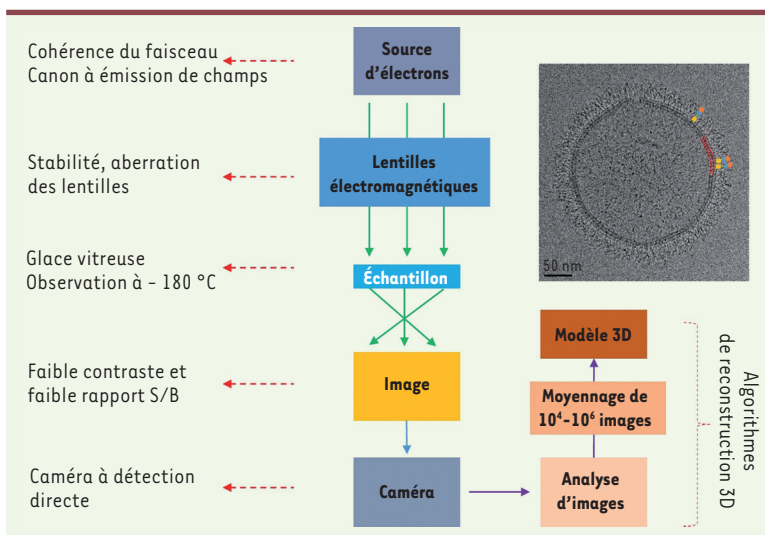 Cohérence du faisceau
Canon à émission de champs
Source
d'électrons
Stabilité, aberration
des lentilles
Lentilles
électromagnétiques
Glace vitreuse
Observation à – 180 °C
Échantillon
50 nm
Faible contraste et
faible rapport S/B
Image
Caméra à détection
directe
Caméra
Modèle 3D
Moyennage de
10⁴-10⁶ images
Analyse
d'images
Algorithmes
de reconstruction 3D